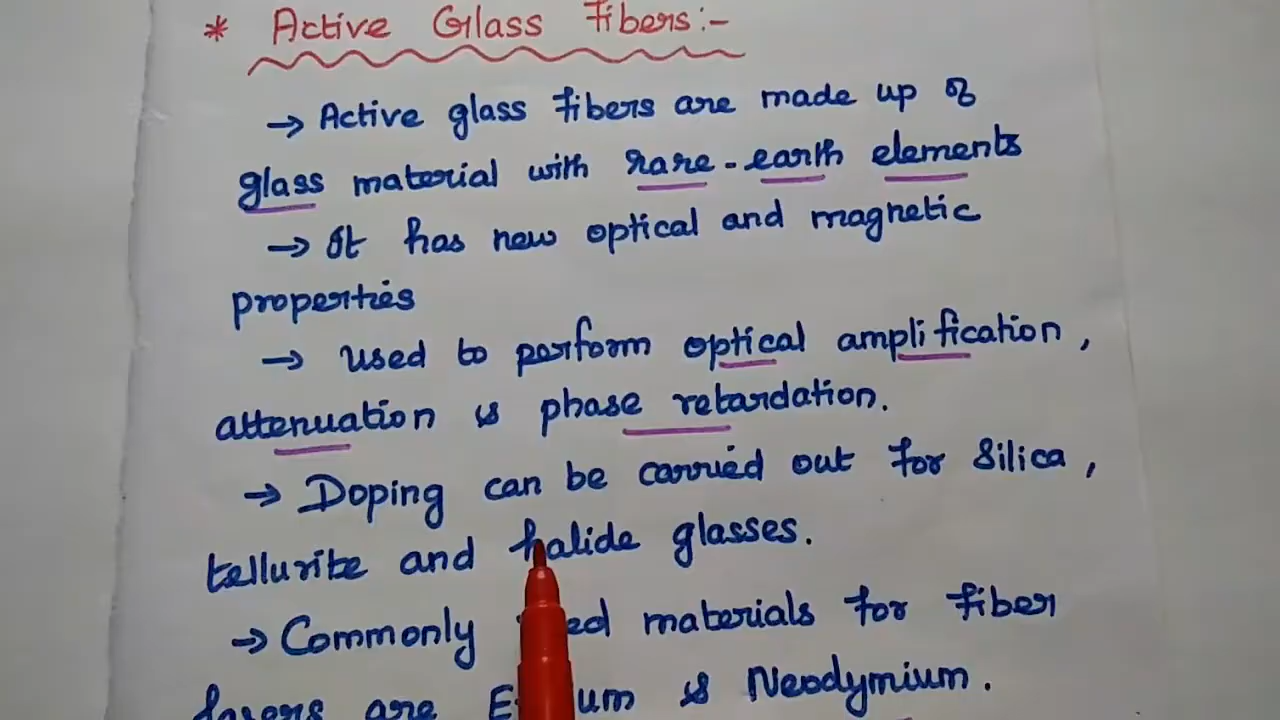 * Active Glass Fibers:-
→ Active glass fibers are made up of
glass material with rare-earth elements
→ It has new optical and magnetic
properties
→ used to perform optical amplification,
attenuation & phase retardation.
→ Doping can be carried out for Silica,
tellurite and halide glasses.
→ Commonly materials for fiber
lasers are & Neodymium.